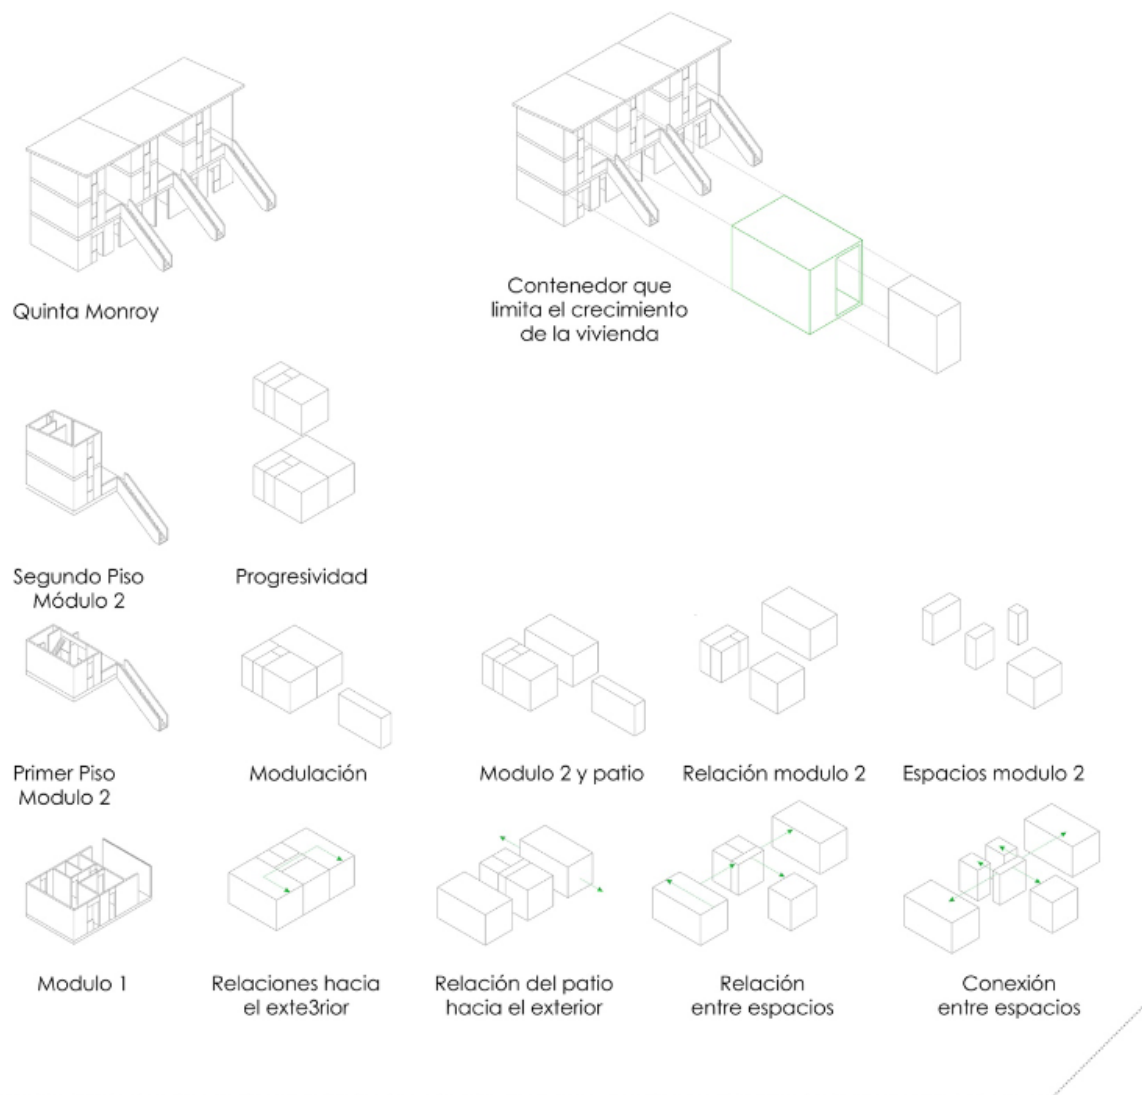 Quinta Monroy
Contenedor que
limita el crecimiento
de la vivienda
Segundo Piso
Módulo 2
Progresividad
Primer Piso
Modulo 2
Modulación
Modulo 2 y patio
Relación modulo 2
Espacios modulo 2
Modulo 1
Relaciones hacia
el exte3rior
Relación del patio
hacia el exterior
Relación
entre espacios
Conexión
entre espacios